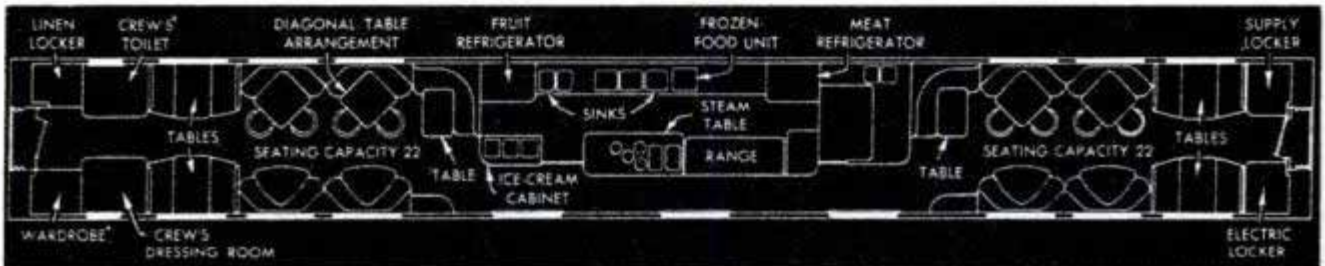 LINEN
LOCKER
CREW'S*
TOILET
DIAGONAL TABLE
ARRANGEMENT
FRUIT
REFRIGERATOR
FROZEN-
FOOD UNIT
MEAT
REFRIGERATOR
SUPPLY
LOCKER
SINKS
STEAM
TABLE
TABLES
SEATING CAPACITY 22
TABLE
ICE-CREAM
CABINET
RANGE
TABLE
SEATING CAPACITY 22
TABLES
WARDROBE*
CREW'S
DRESSING ROOM
ELECTRIC
LOCKER